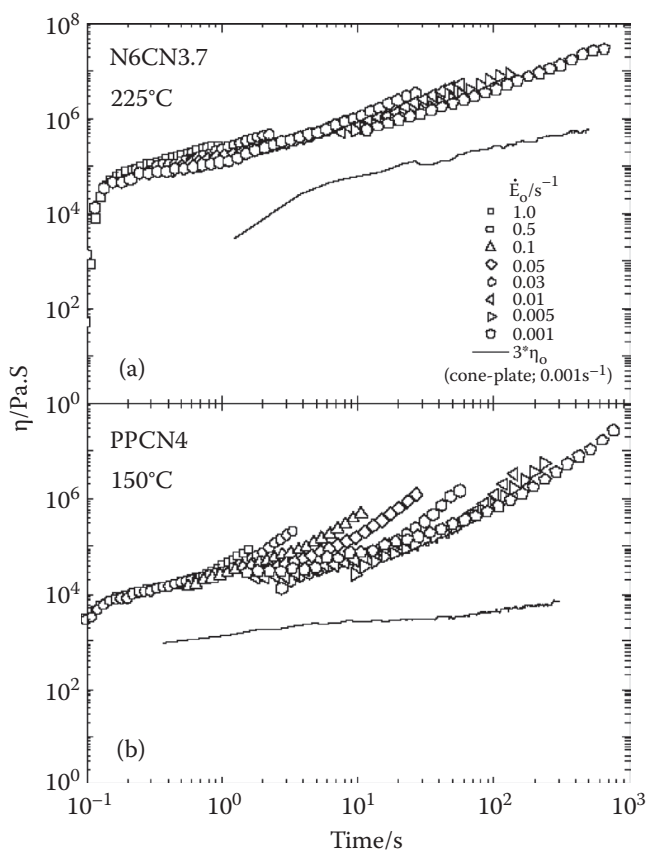 10^8
N6CN3.7
225°C
10^6
Ė_o/s^−1
1.0
0.5
0.1
0.05
0.03
0.01
0.005
0.001
3*η_o
(cone-plate; 0.001s^−1)
10^4
10^2
(a)
η/Pa.S
10^0
PPCN4
150°C
10^6
10^4
10^2
(b)
10^0
10^−1
10^0
10^1
10^2
10^3
Time/s